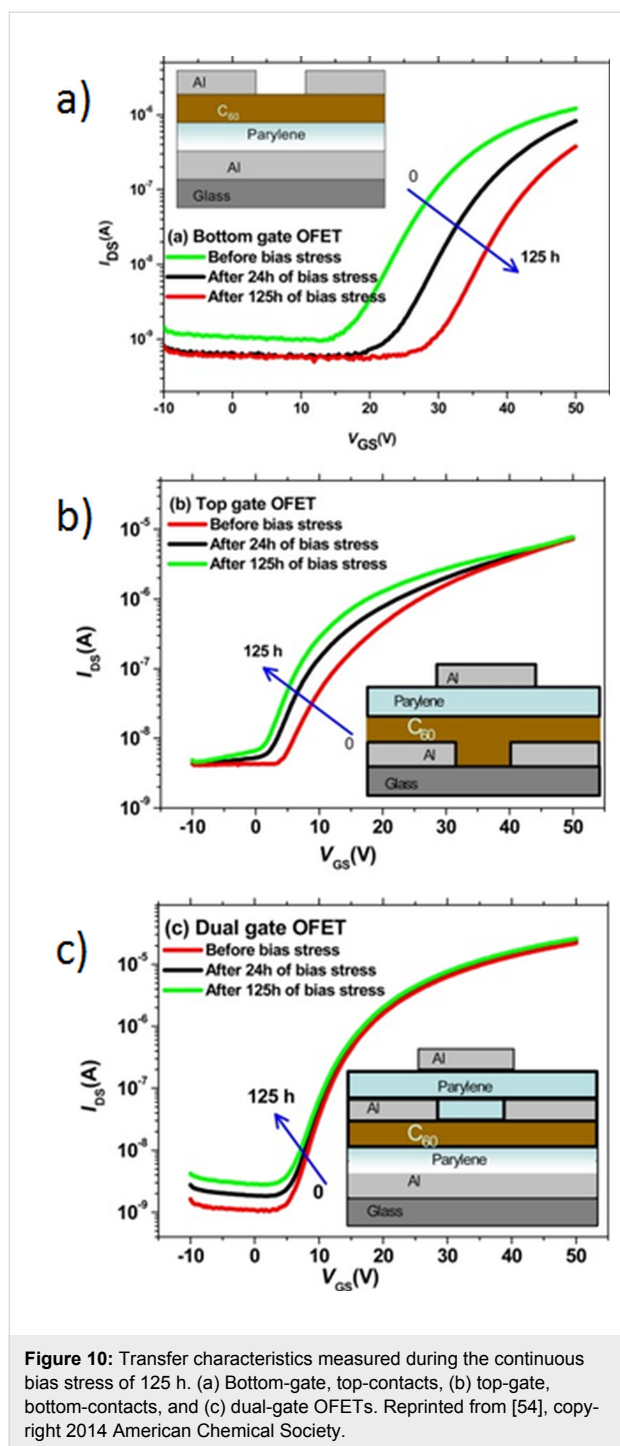 a)
Al
C60
Parylene
Al
Glass
(a) Bottom gate OFET
Before bias stress
After 24h of bias stress
After 125h of bias stress
0
125 h
10-6
10-7
10-8
10-9
IDS(A)
-10 0 10 20 30 40 50
VGS(V)
b)
(b) Top gate OFET
Before bias stress
After 24h of bias stress
After 125h of bias stress
125 h
0
Al
Parylene
C60
Al
Glass
10-5
10-6
10-7
10-8
10-9
IDS(A)
-10 0 10 20 30 40 50
VGS(V)
c)
(c) Dual gate OFET
Before bias stress
After 24h of bias stress
After 125h of bias stress
125 h
0
Al
Parylene
Al
C60
Parylene
Al
Glass
10-5
10-6
10-7
10-8
10-9
IDS(A)
-10 0 10 20 30 40 50
VGS(V)
Figure 10: Transfer characteristics measured during the continuous
bias stress of 125 h. (a) Bottom-gate, top-contacts, (b) top-gate,
bottom-contacts, and (c) dual-gate OFETs. Reprinted from [54], copy-
right 2014 American Chemical Society.